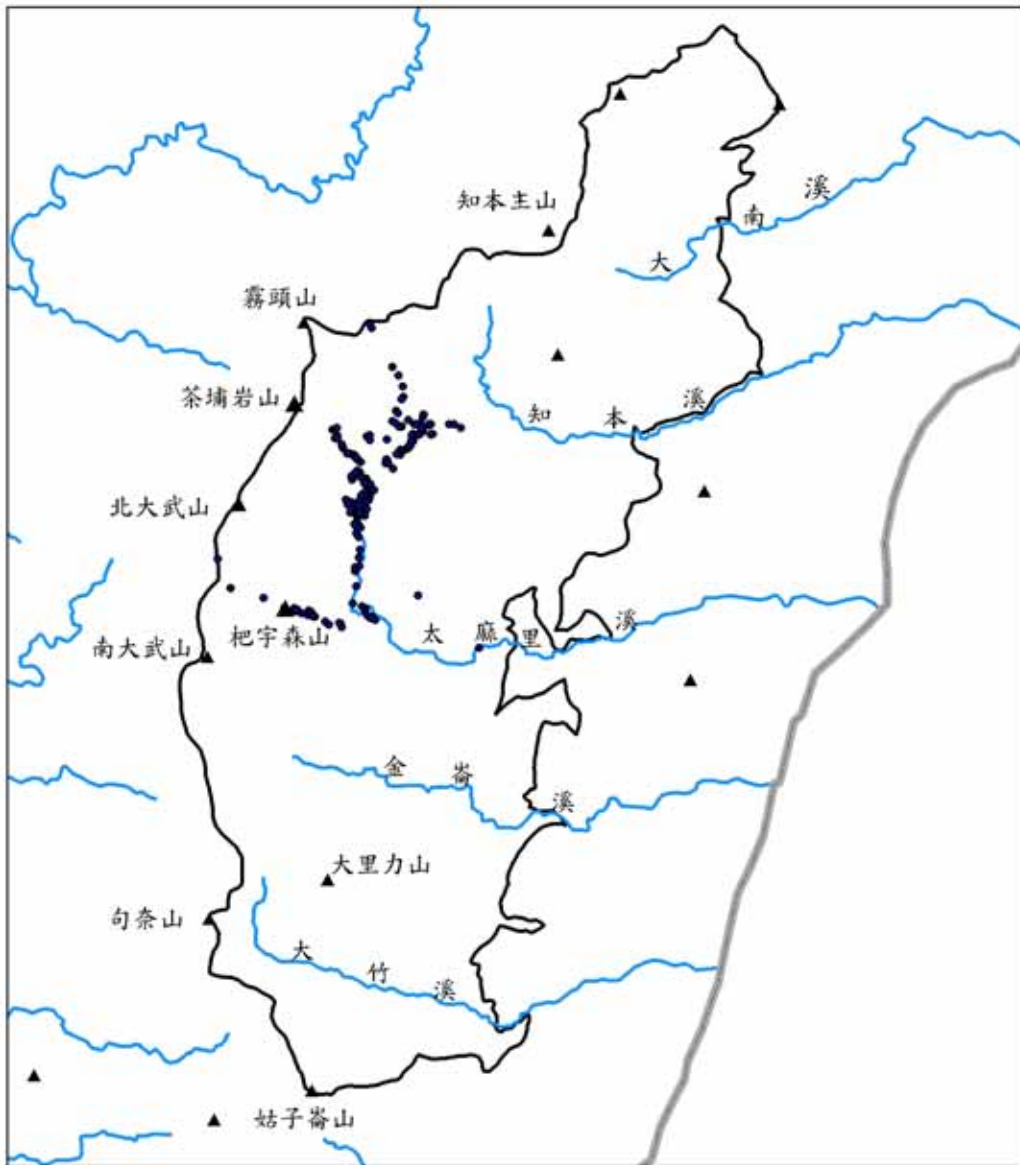 知本主山
大南溪
霧頭山
茶埔岩山
知本溪
北大武山
太麻里溪
杷宇森山
南大武山
金崙溪
大里力山
句奈山
大竹溪
姑子崙山